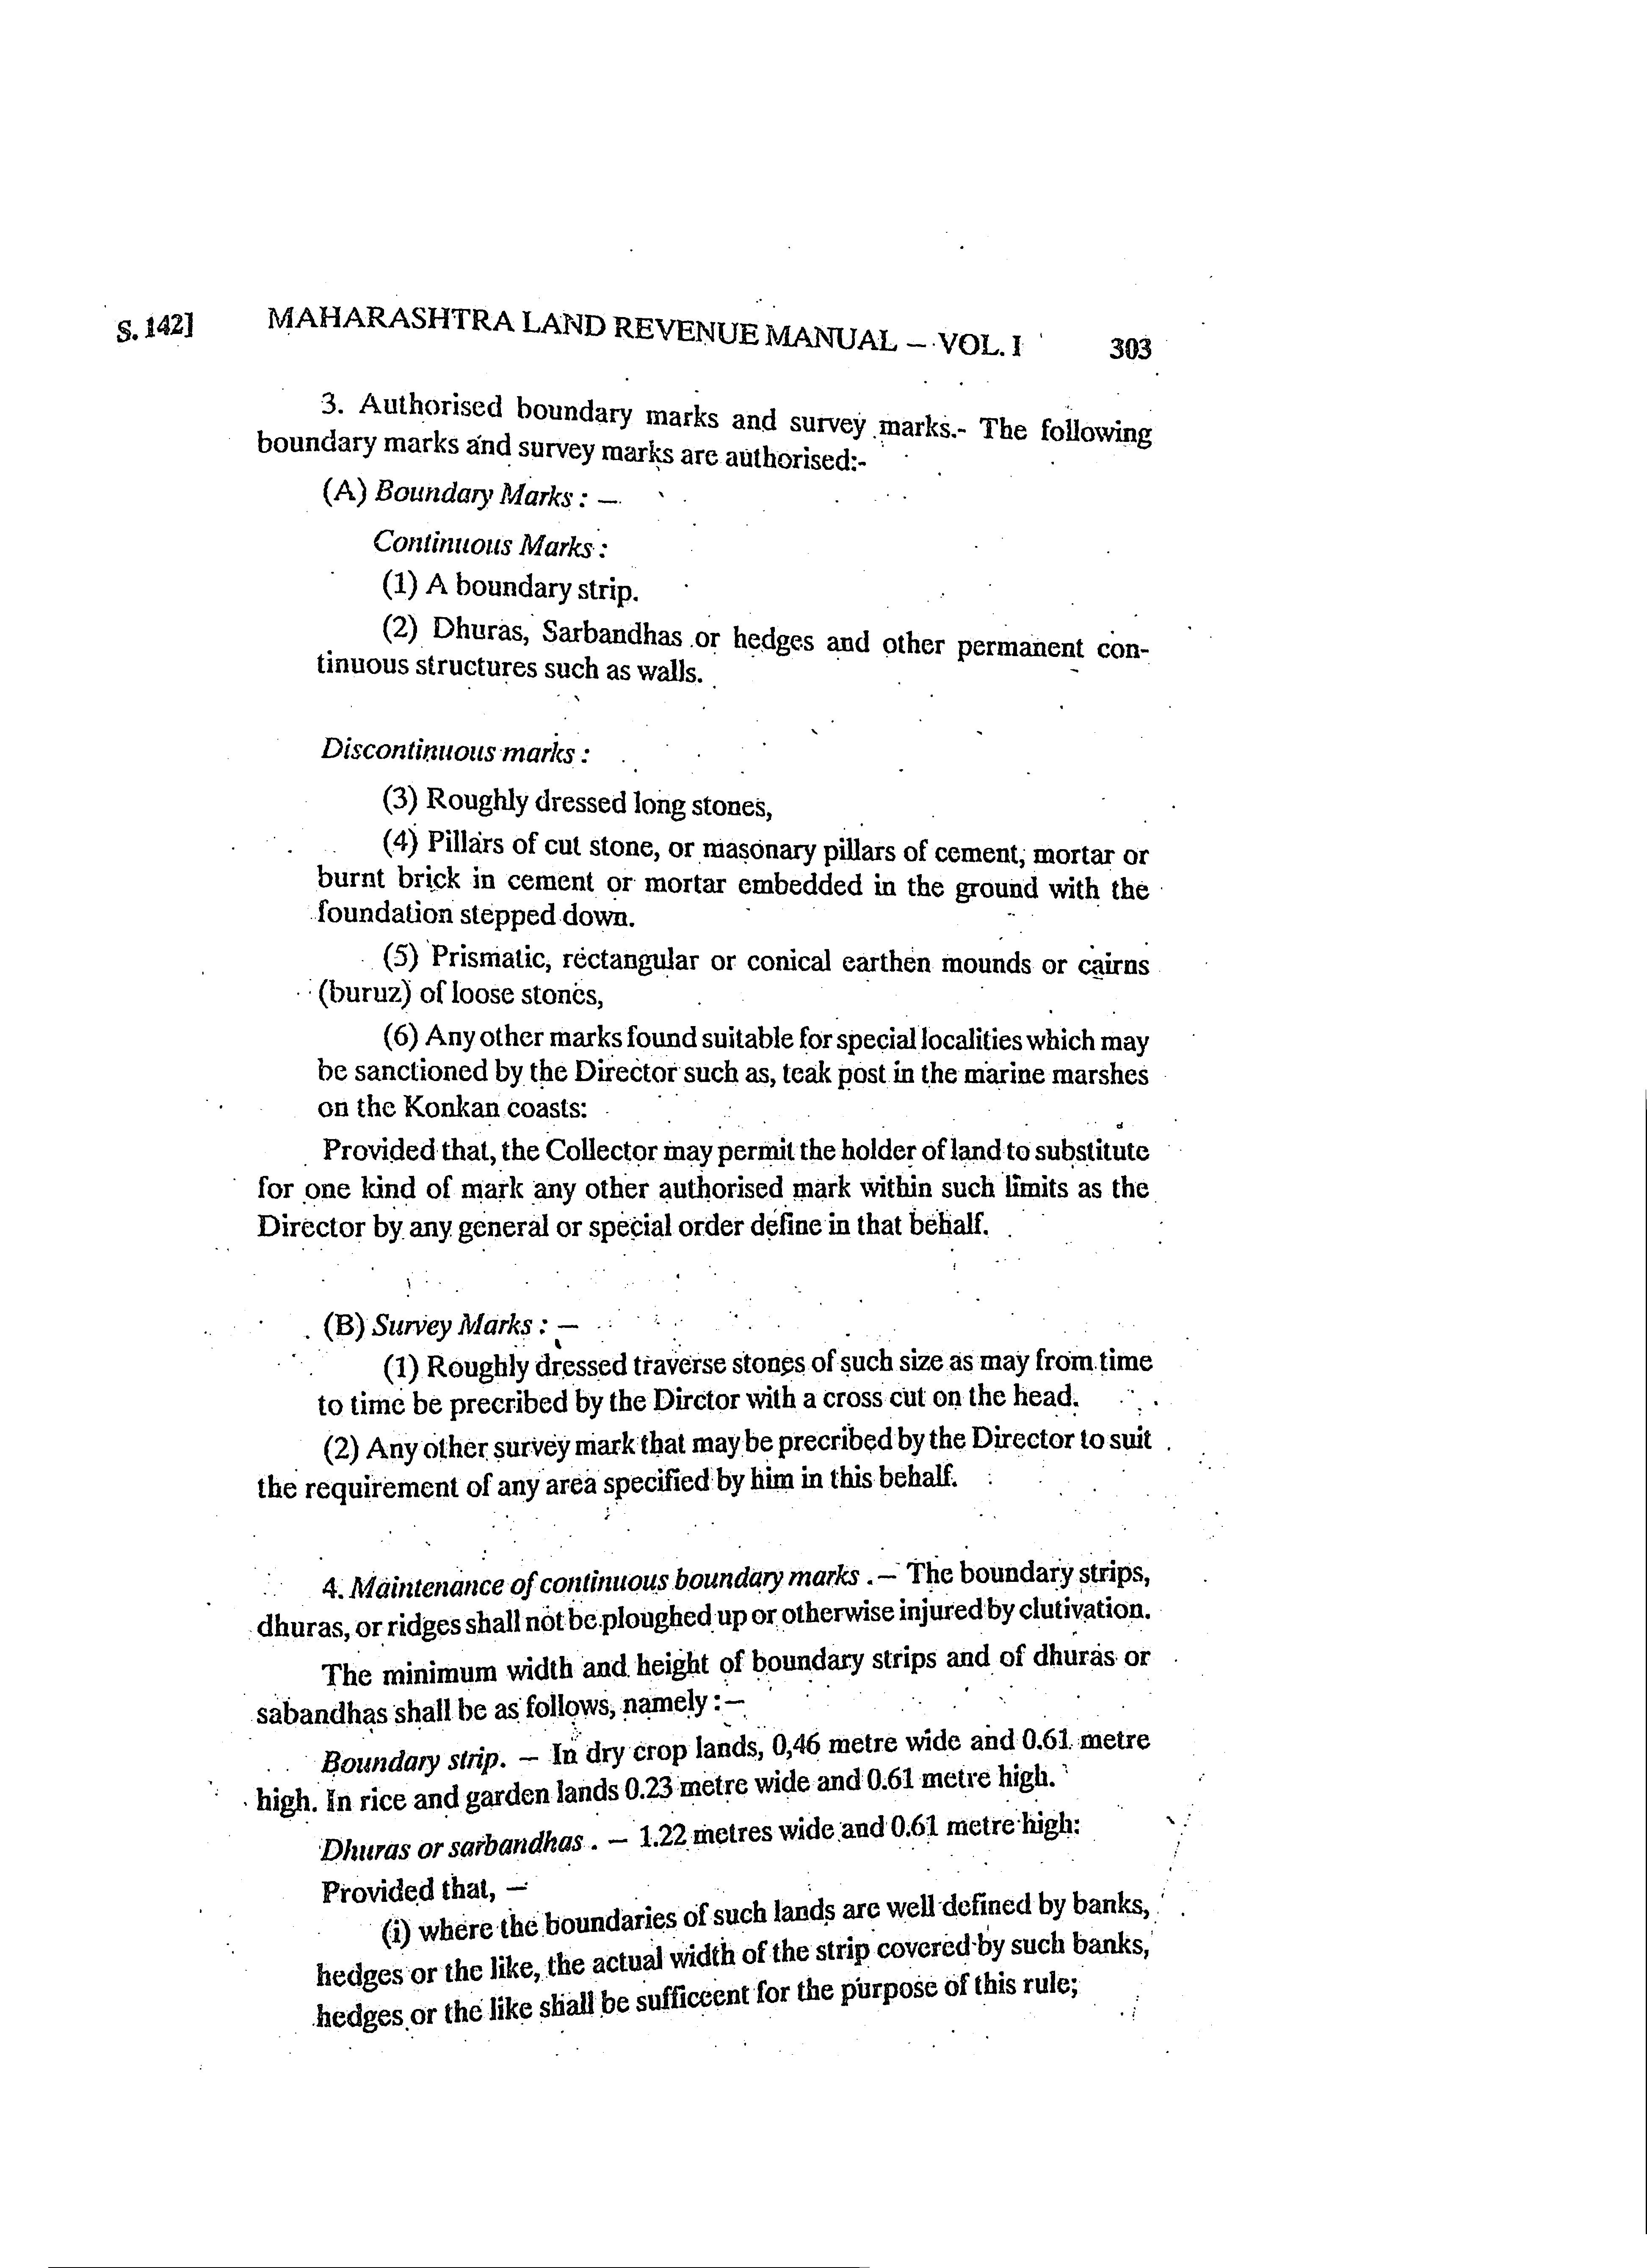 S. 142] MAHARASHTRA LAND REVENUE MANUAL – VOL. I 303
3. Authorised boundary marks and survey marks.- The following
boundary marks and survey marks are authorised:-
(A) Boundary Marks : —
Continuous Marks :
(1) A boundary strip.
(2) Dhuras, Sarbandhas or hedges and other permanent con-
tinuous structures such as walls.
Discontinuous marks :
(3) Roughly dressed long stones,
(4) Pillars of cut stone, or masonary pillars of cement, mortar or
burnt brick in cement or mortar embedded in the ground with the
foundation stepped down.
(5) Prismatic, rectangular or conical earthen mounds or cairns
(buruz) of loose stones,
(6) Any other marks found suitable for special localities which may
be sanctioned by the Director such as, teak post in the marine marshes
on the Konkan coasts:
Provided that, the Collector may permit the holder of land to substitute
for one kind of mark any other authorised mark within such limits as the
Director by any general or special order define in that behalf.
(B) Survey Marks : —
(1) Roughly dressed traverse stones of such size as may from time
to time be precribed by the Dirctor with a cross cut on the head.
(2) Any other survey mark that may be precribed by the Director to suit
the requirement of any area specified by him in this behalf.
4. Maintenance of continuous boundary marks . — The boundary strips,
dhuras, or ridges shall not be ploughed up or otherwise injured by clutivation.
The minimum width and height of boundary strips and of dhuras or
sabandhas shall be as follows, namely : —
Boundary strip. — In dry crop lands, 0,46 metre wide and 0.61 metre
high. In rice and garden lands 0.23 metre wide and 0.61 metre high.
Dhuras or sarbandhas . — 1.22 metres wide and 0.61 metre high:
Provided that, —
(i) where the boundaries of such lands are well defined by banks,
hedges or the like, the actual width of the strip covered by such banks,
hedges or the like shall be sufficeent for the purpose of this rule;